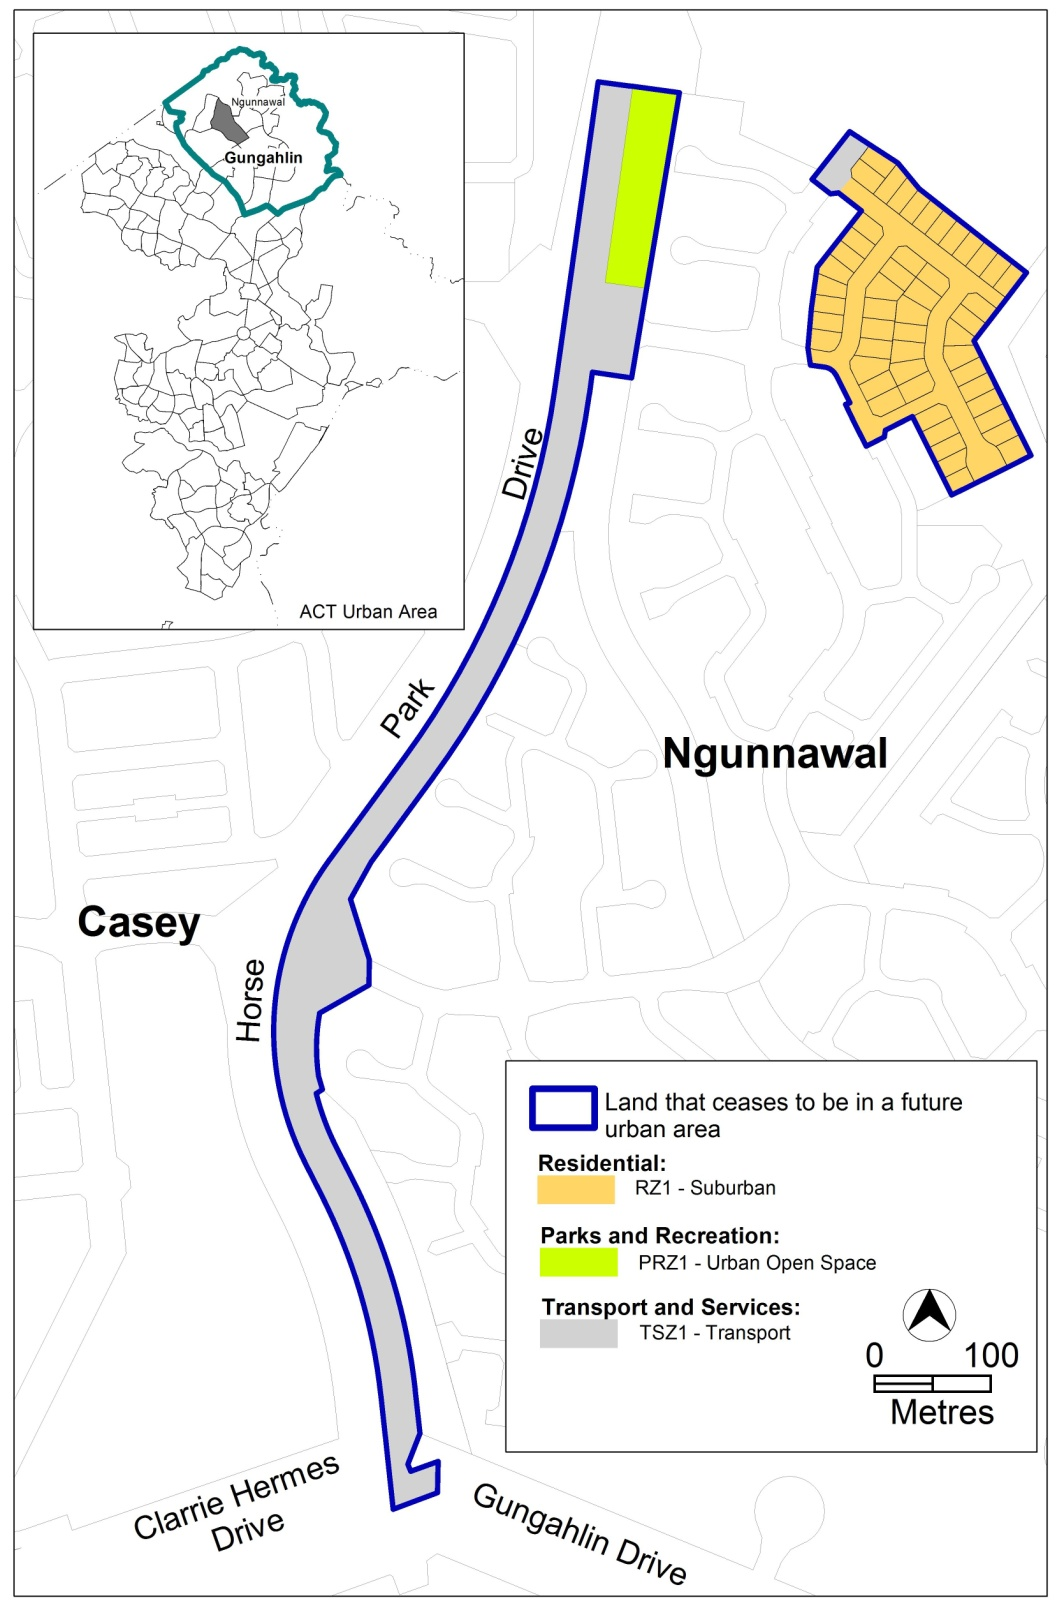 Ngunnawal
Gungahlin
ACT Urban Area
Drive
Park
Ngunnawal
Casey
Horse
Land that ceases to be in a future
urban area
Residential:
RZ1 - Suburban
Parks and Recreation:
PRZ1 - Urban Open Space
Transport and Services:
TSZ1 - Transport
0 100
Metres
Clarrie Hermes
Drive
Gungahlin Drive